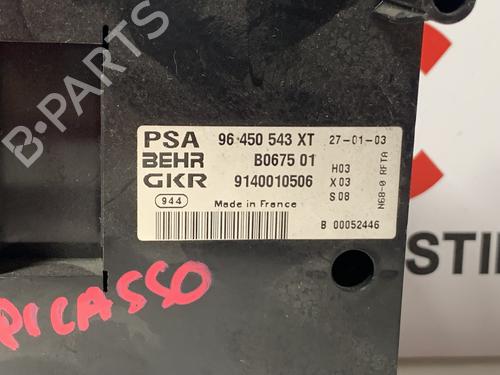 B-PARTS
PSA 96 450 543 XT 27-01-03
BEHR B0675 01
GKR 9140010506
H03
X03
S08
N68-0 RFTA
944
Made in France
B 00052446
PICASSO
STI